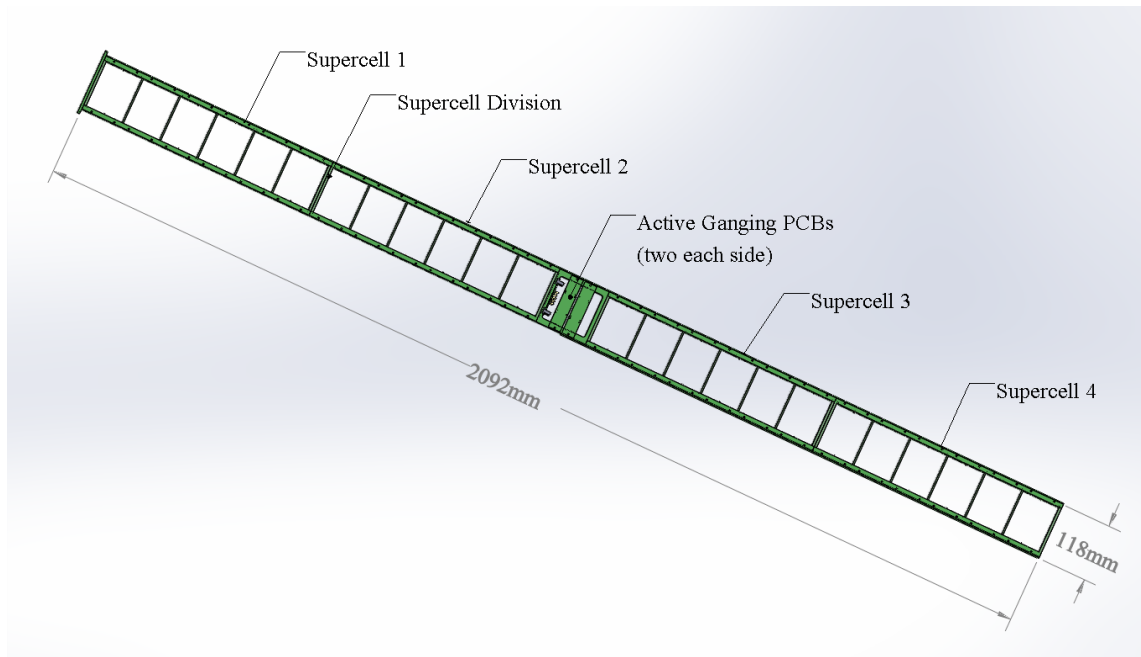 Supercell 1
Supercell Division
Supercell 2
Active Ganging PCBs
(two each side)
Supercell 3
2092mm
Supercell 4
118mm